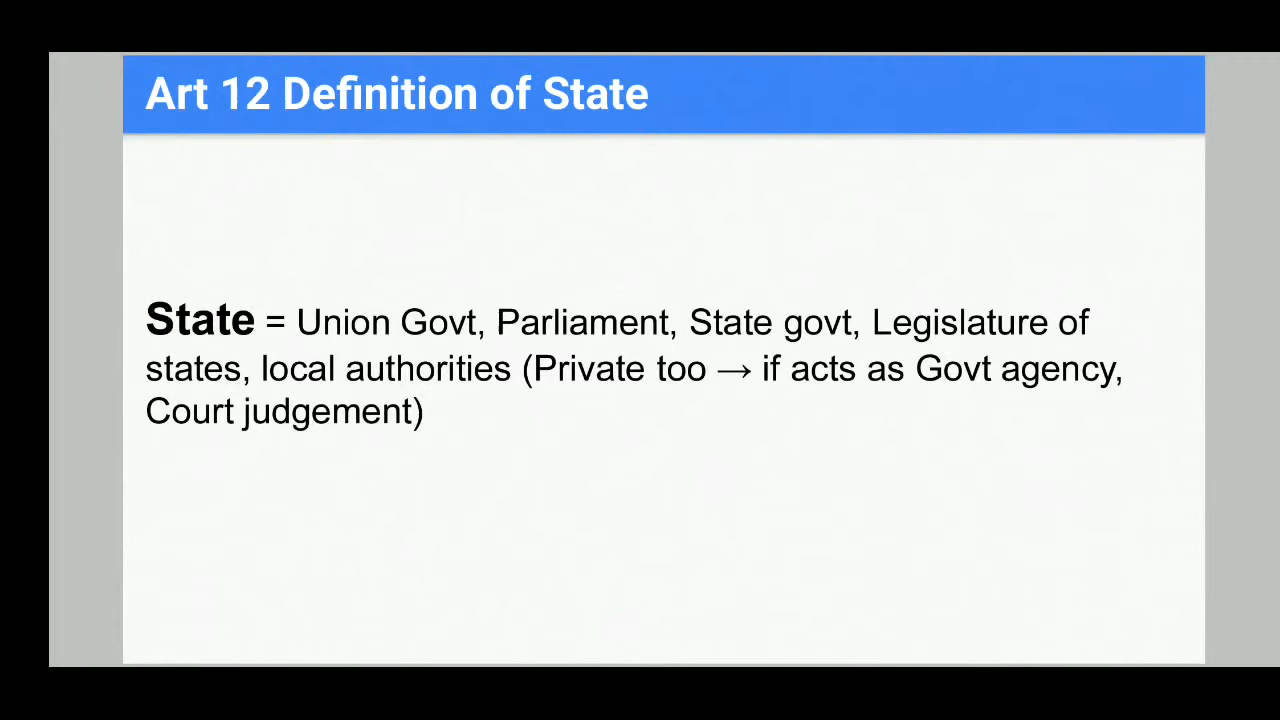 Art 12 Definition of State
State = Union Govt, Parliament, State govt, Legislature of
states, local authorities (Private too → if acts as Govt agency,
Court judgement)